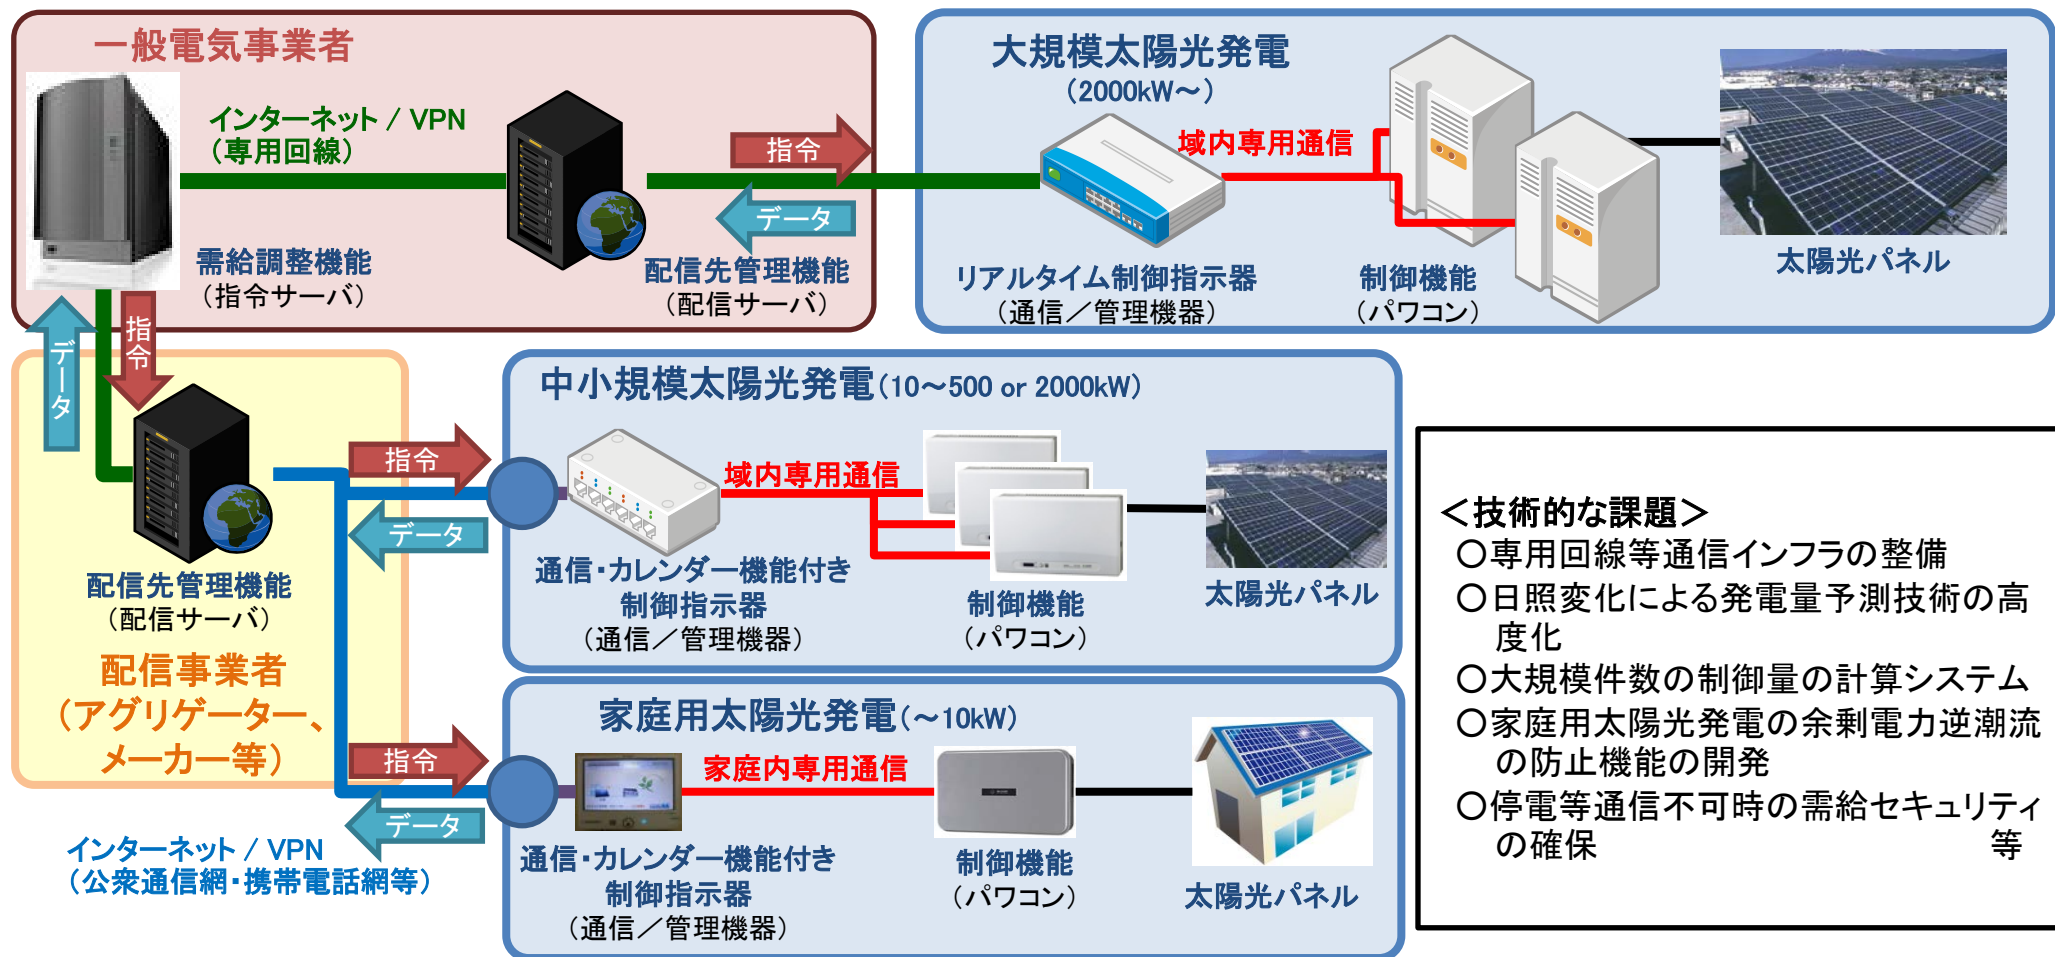 一般電気事業者
インターネット / VPN
（専用回線）
指令
データ
需給調整機能
（指令サーバ）
配信先管理機能
（配信サーバ）
大規模太陽光発電
（2000kW～）
域内専用通信
リアルタイム制御指示器
（通信／管理機器）
制御機能
（パワコン）
太陽光パネル
データ
指令
配信先管理機能
（配信サーバ）
配信事業者
（アグリゲーター、
メーカー等）
インターネット / VPN
（公衆通信網・携帯電話網等）
指令
データ
中小規模太陽光発電（10～500 or 2000kW）
域内専用通信
通信・カレンダー機能付き
制御指示器
（通信／管理機器）
制御機能
（パワコン）
太陽光パネル
指令
データ
家庭用太陽光発電（～10kW）
家庭内専用通信
通信・カレンダー機能付き
制御指示器
（通信／管理機器）
制御機能
（パワコン）
太陽光パネル
＜技術的な課題＞
○専用回線等通信インフラの整備
○日照変化による発電量予測技術の高
度化
○大規模件数の制御量の計算システム
○家庭用太陽光発電の余剰電力逆潮流
の防止機能の開発
○停電等通信不可時の需給セキュリティ
の確保 等